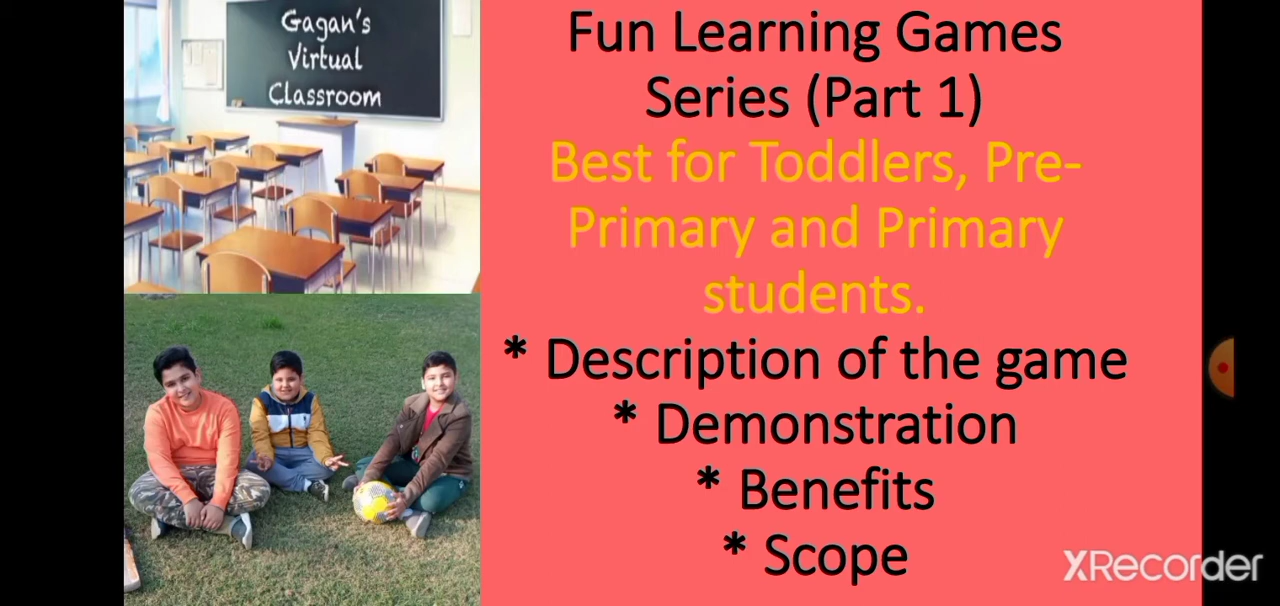 Gagan's
Virtual
Classroom
Fun Learning Games
Series (Part 1)
Best for Toddlers, Pre-
Primary and Primary
students.
* Description of the game
* Demonstration
* Benefits
* Scope
XRecorder